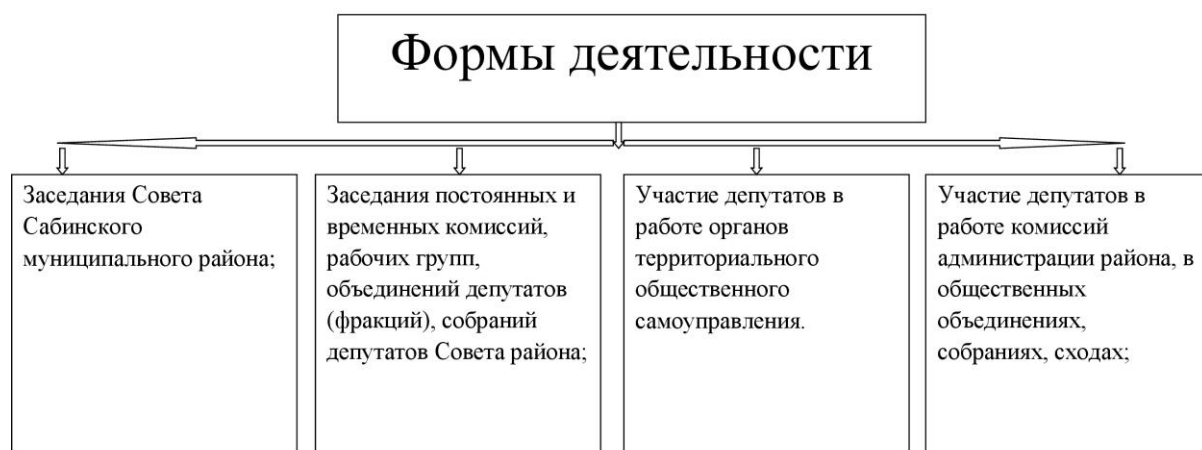 Формы деятельности
Заседания Совета
Сабинского
муниципального района;
Заседания постоянных и
временных комиссий,
рабочих групп,
объединений депутатов
(фракций), собраний
депутатов Совета района;
Участие депутатов в
работе органов
территориального
общественного
самоуправления.
Участие депутатов в
работе комиссий
администрации района, в
общественных
объединениях,
собраниях, сходах;